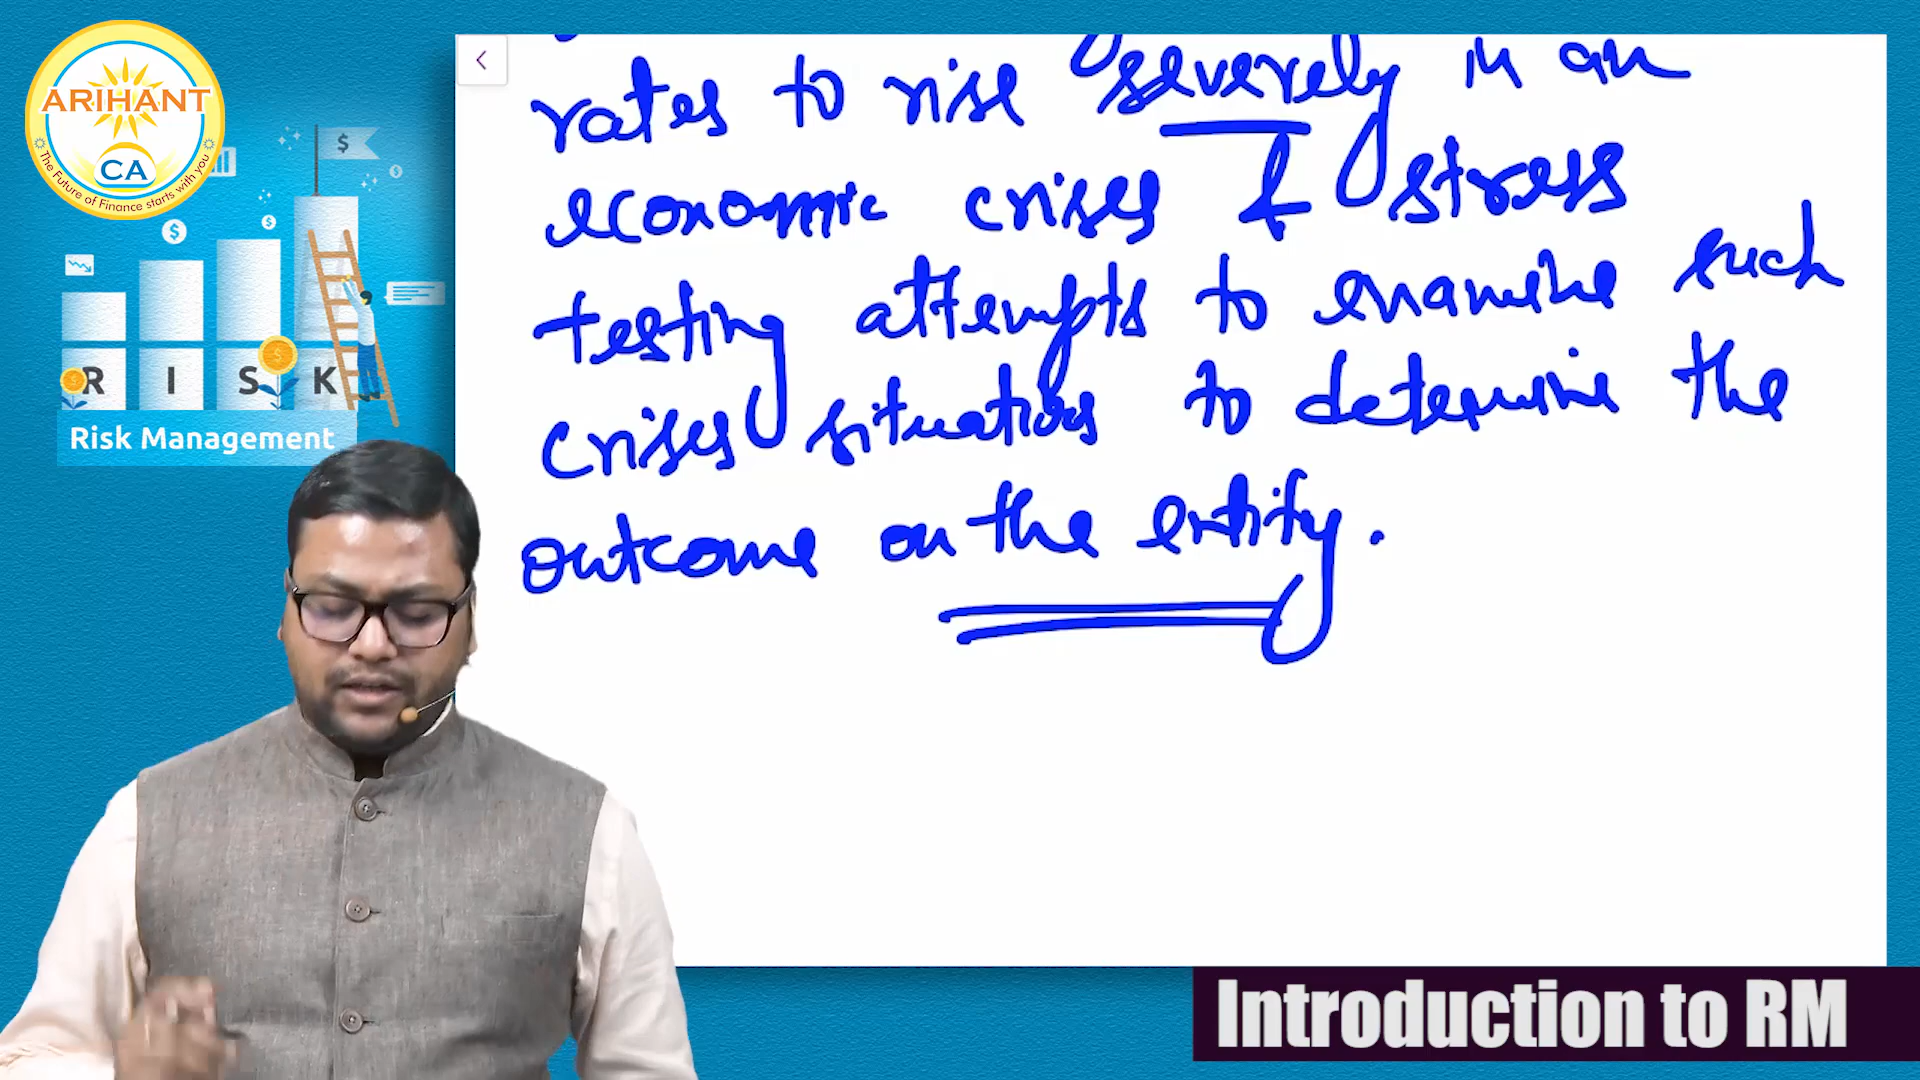 ARIHANT
CA
The Future of Finance starts with you
R I S K
Risk Management
rates to rise severely in an
economic crises & stress
testing attempts to examine such
crises situations to determine the
outcome on the entity.
Introduction to RM